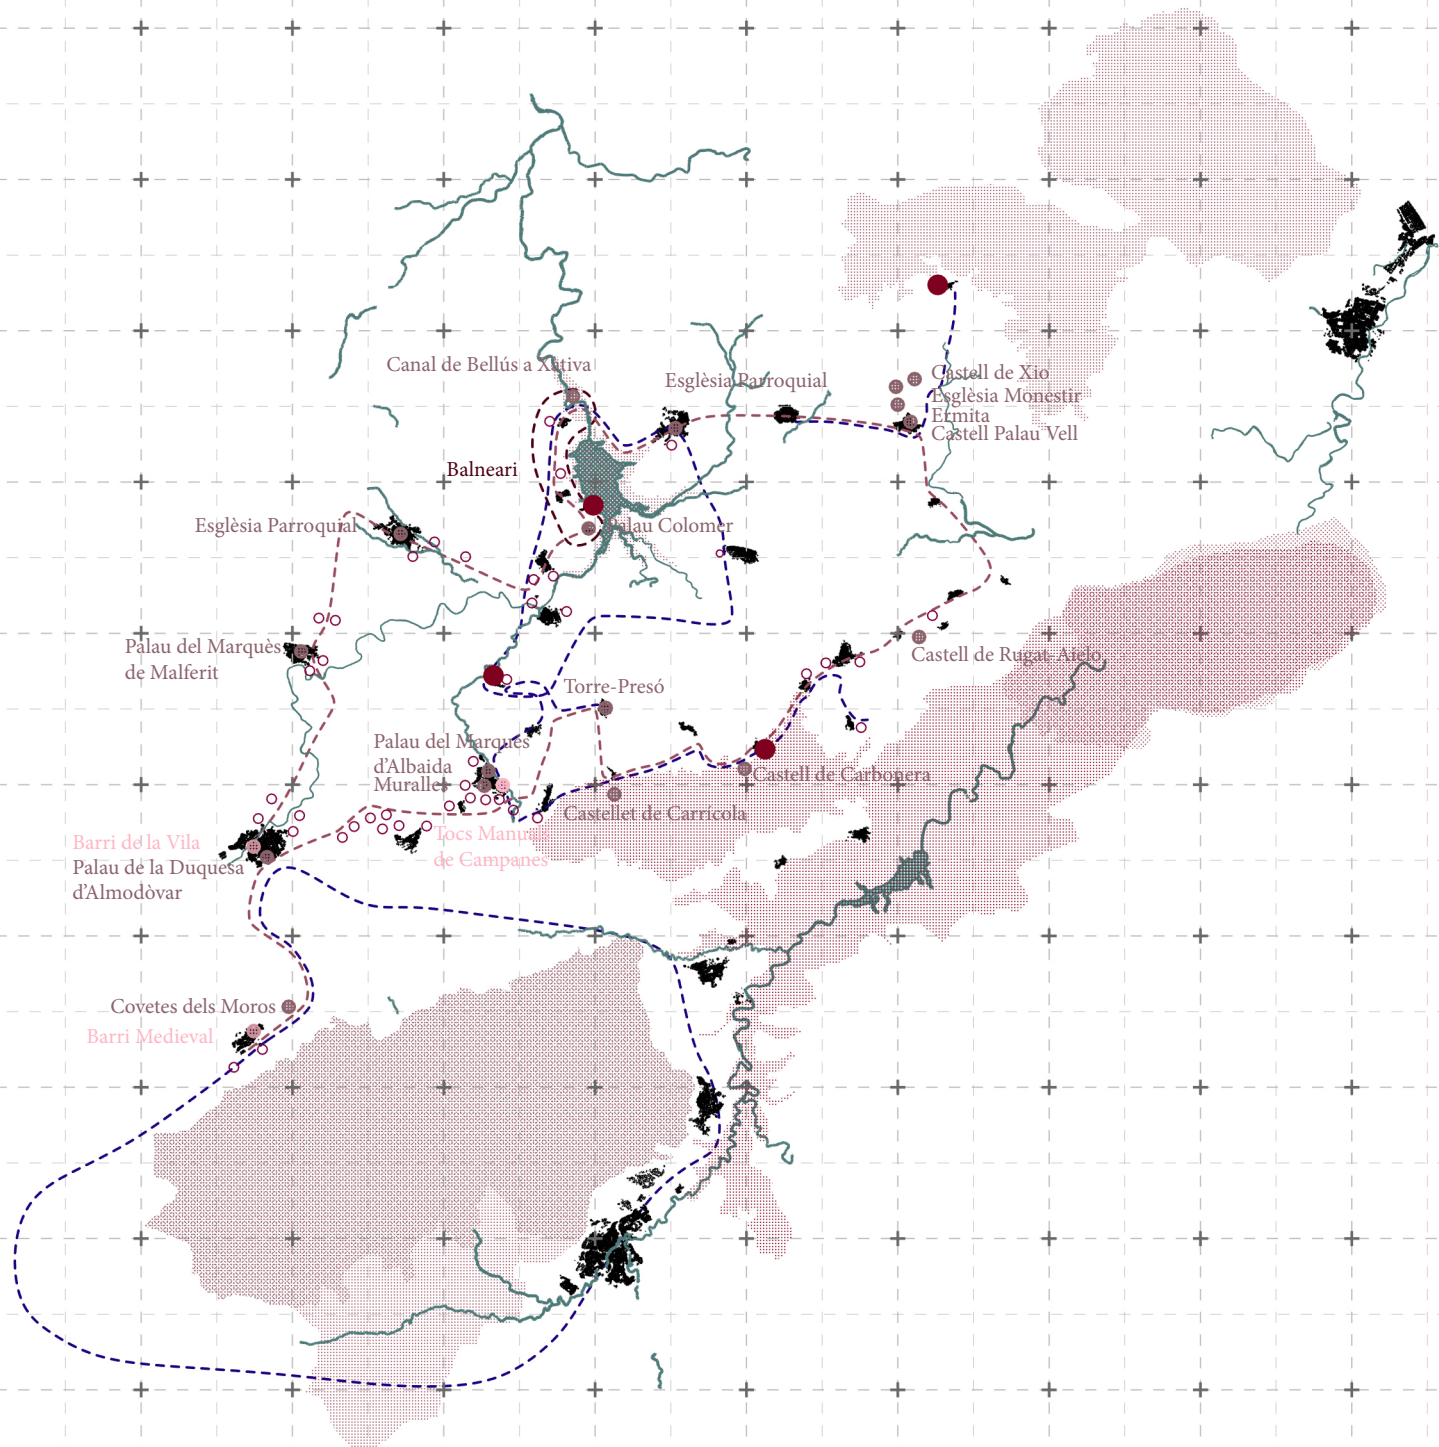 Canal de Bellús a Xàtiva
Esglèsia Parroquial
Castell de Xio
Esglèsia Monestir
Ermita
Castell Palau Vell
Balneari
Esglèsia Parroquial
Palau Colomer
Palau del Marquès
de Malferit
Castell de Rugat-Aielo
Torre-Presó
Palau del Marquès
d'Albaida
Muralles
Castell de Carbonera
Castellet de Carrícola
Tocs Manuals
de Campanes
Barri de la Vila
Palau de la Duquesa
d'Almodòvar
Covetes dels Moros
Barri Medieval